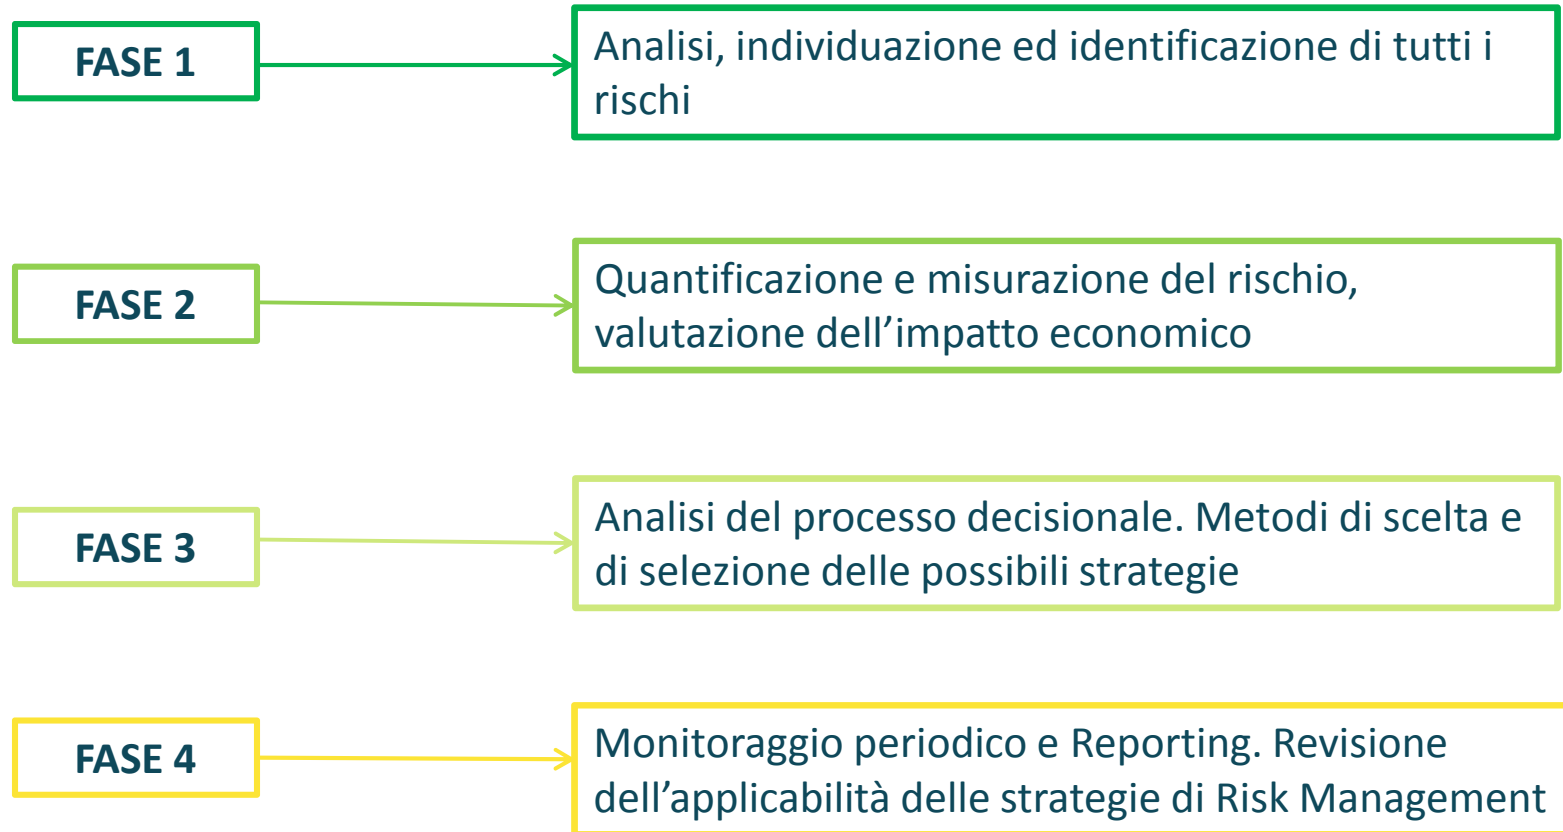 FASE 1
Analisi, individuazione ed identificazione di tutti i
rischi
FASE 2
Quantificazione e misurazione del rischio,
valutazione dell’impatto economico
FASE 3
Analisi del processo decisionale. Metodi di scelta e
di selezione delle possibili strategie
FASE 4
Monitoraggio periodico e Reporting. Revisione
dell’applicabilità delle strategie di Risk Management